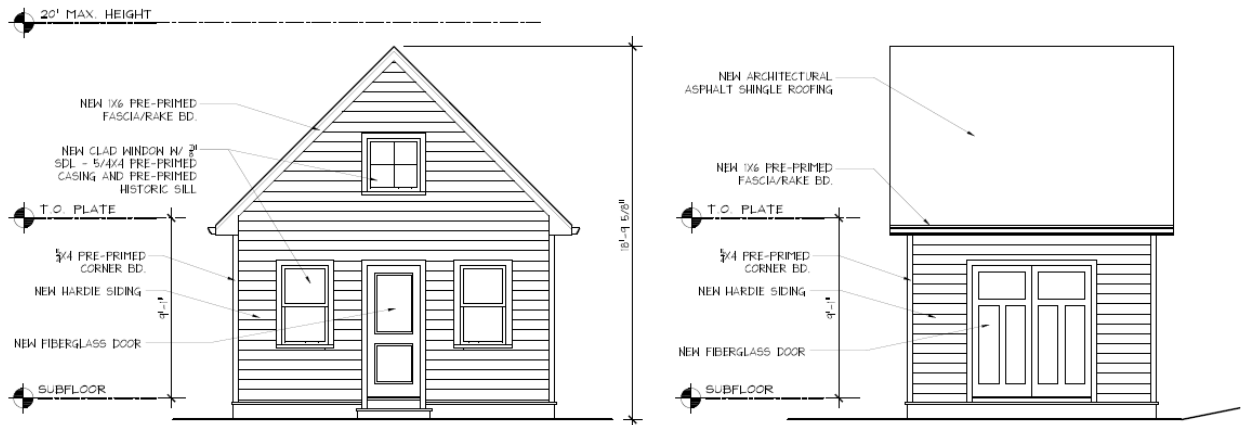 20' MAX. HEIGHT
NEW 1X6 PRE-PRIMED
FASCIA/RAKE BD.
NEW CLAD WINDOW W/ 7/8"
SDL - 5/4X4 PRE-PRIMED
CASING AND PRE-PRIMED
HISTORIC SILL
T.O. PLATE
5/4X4 PRE-PRIMED
CORNER BD.
NEW HARDIE SIDING
9'-1"
NEW FIBERGLASS DOOR
SUBFLOOR
18'-9 5/8"
NEW ARCHITECTURAL
ASPHALT SHINGLE ROOFING
NEW 1X6 PRE-PRIMED
FASCIA/RAKE BD.
T.O. PLATE
5/4X4 PRE-PRIMED
CORNER BD.
NEW HARDIE SIDING
9'-1"
NEW FIBERGLASS DOOR
SUBFLOOR